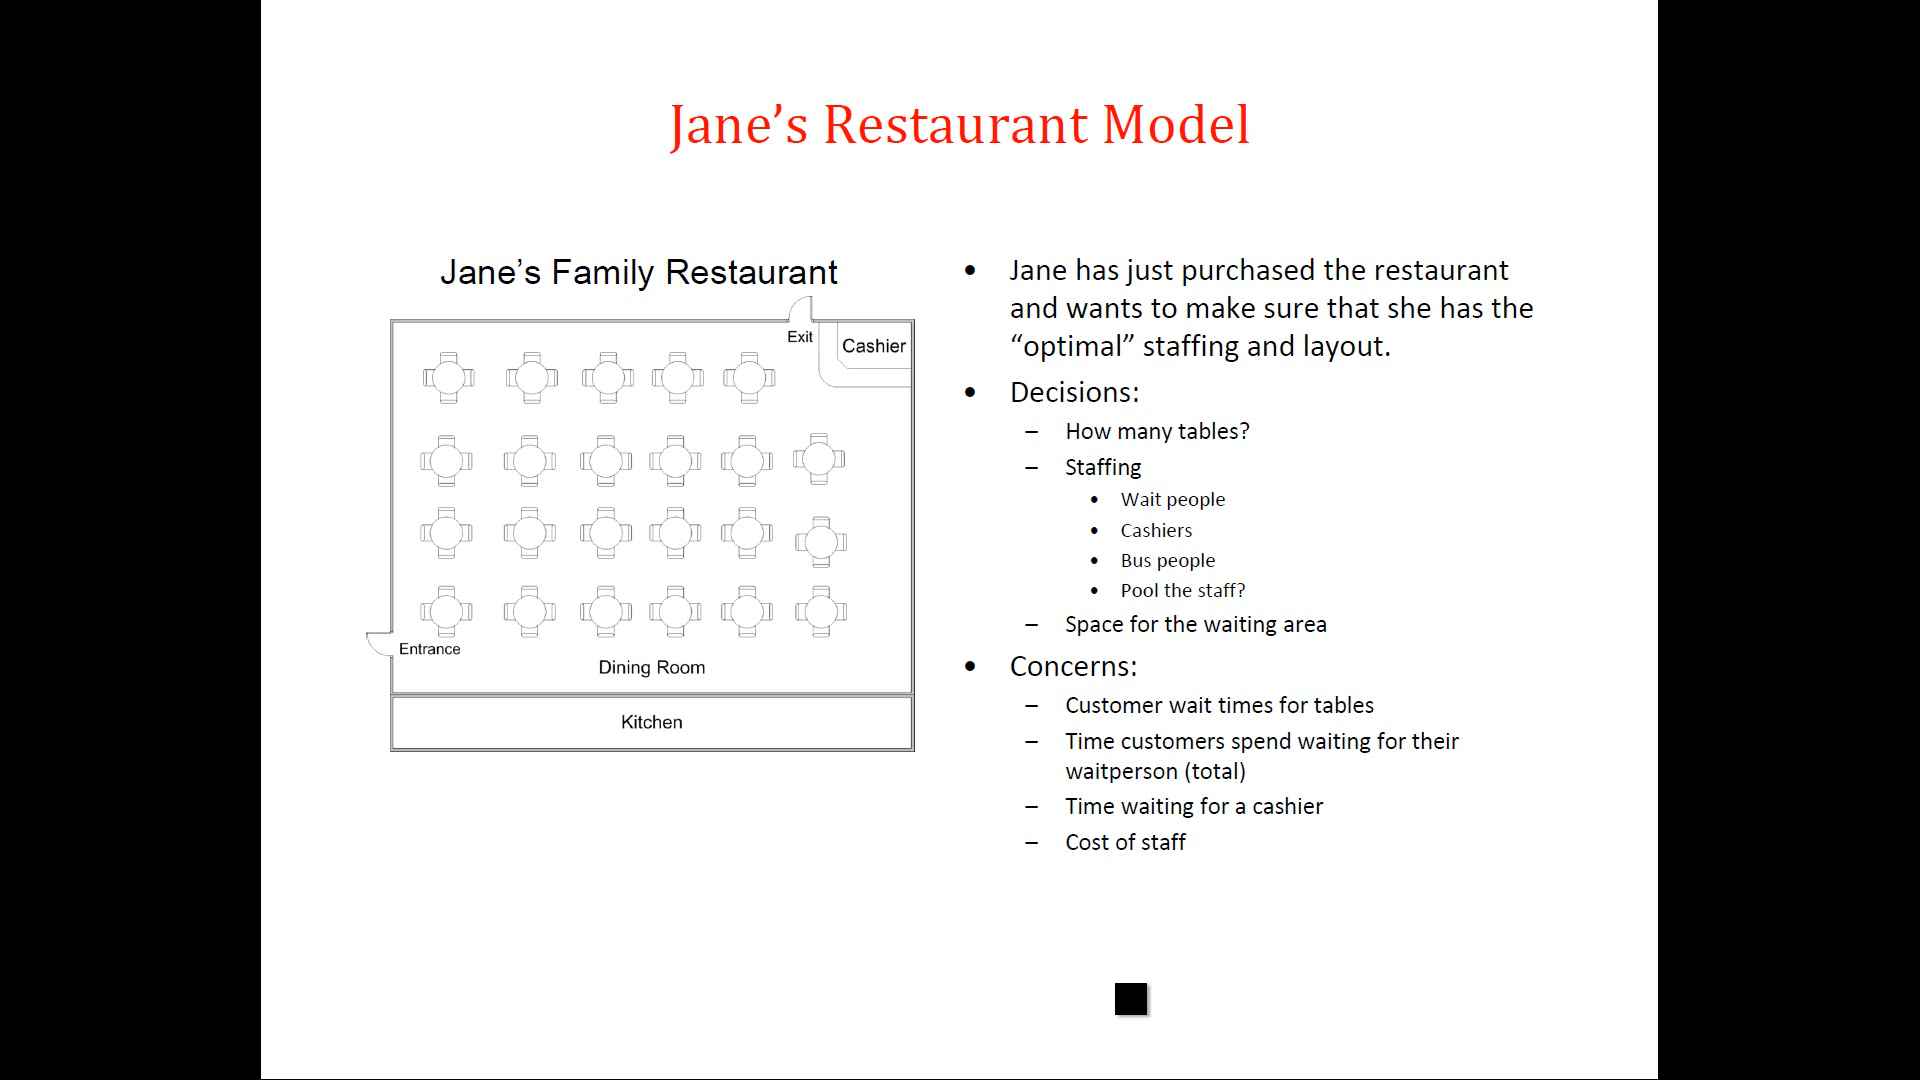 Jane’s Restaurant Model
Jane’s Family Restaurant
Exit
Cashier
Entrance
Dining Room
Kitchen
• Jane has just purchased the restaurant
and wants to make sure that she has the
“optimal” staffing and layout.
• Decisions:
– How many tables?
– Staffing
• Wait people
• Cashiers
• Bus people
• Pool the staff?
– Space for the waiting area
• Concerns:
– Customer wait times for tables
– Time customers spend waiting for their
waitperson (total)
– Time waiting for a cashier
– Cost of staff